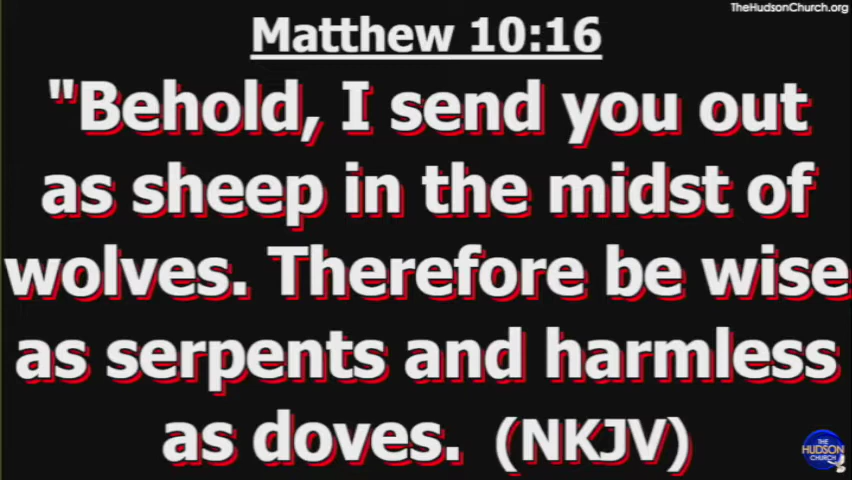 TheHudsonChurch.org
Matthew 10:16
"Behold, I send you out
as sheep in the midst of
wolves. Therefore be wise
as serpents and harmless
as doves. (NKJV)
THE
HUDSON
CHURCH